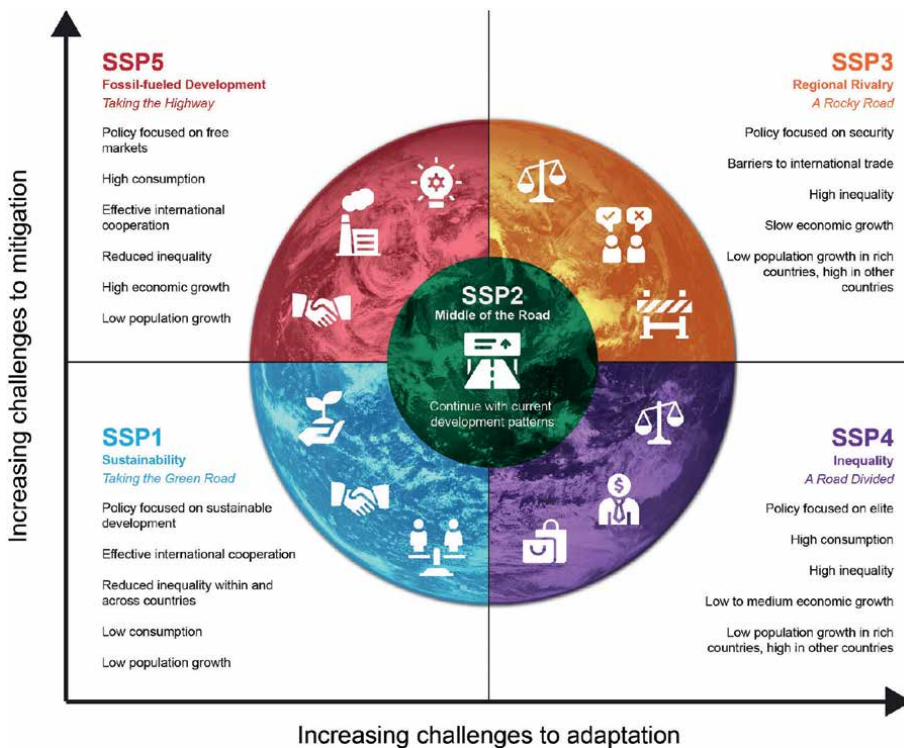 SSP5
Fossil-fueled Development
Taking the Highway
Policy focused on free
markets
High consumption
Effective international
cooperation
Reduced inequality
High economic growth
Low population growth
SSP3
Regional Rivalry
A Rocky Road
Policy focused on security
Barriers to international trade
High inequality
Slow economic growth
Low population growth in rich
countries, high in other
countries
SSP2
Middle of the Road
Continue with current
development patterns
SSP1
Sustainability
Taking the Green Road
Policy focused on sustainable
development
Effective international cooperation
Reduced inequality within and
across countries
Low consumption
Low population growth
SSP4
Inequality
A Road Divided
Policy focused on elite
High consumption
High inequality
Low to medium economic growth
Low population growth in rich
countries, high in other countries
Increasing challenges to mitigation
Increasing challenges to adaptation